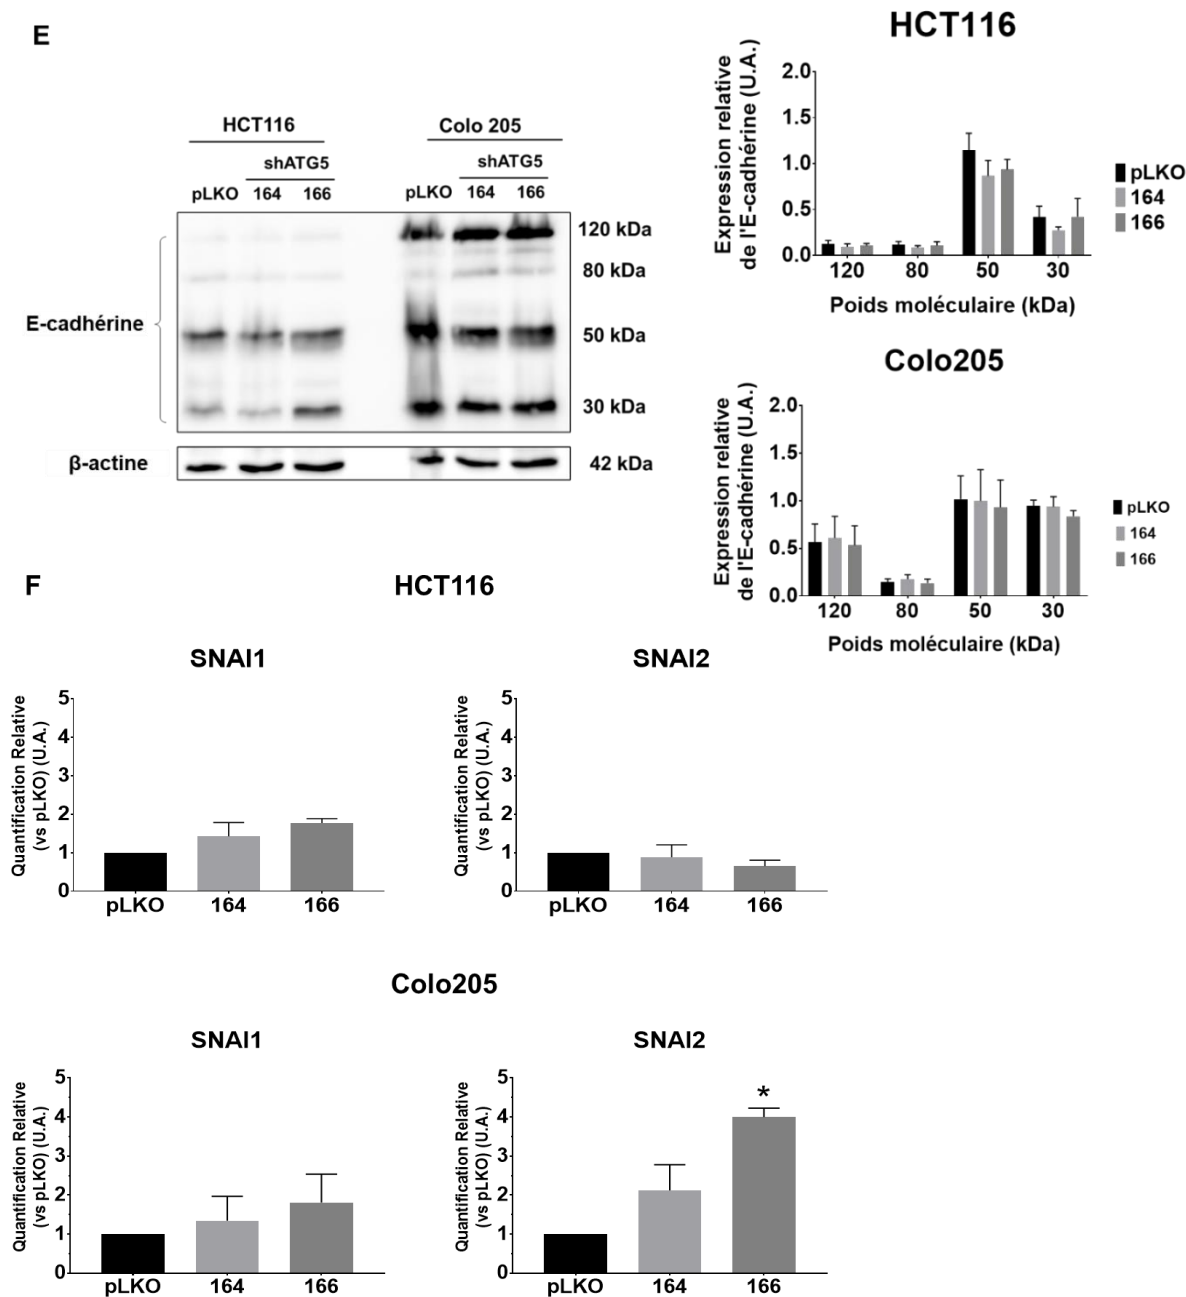 E
HCT116
Colo 205
shATG5
shATG5
pLKO 164 166
pLKO 164 166
120 kDa
80 kDa
E-cadhérine
50 kDa
30 kDa
β-actine
42 kDa
HCT116
Expression relative
de l'E-cadhérine (U.A.)
2.0
1.5
1.0
0.5
0.0
120 80 50 30
Poids moléculaire (kDa)
pLKO
164
166
Colo205
Expression relative
de l'E-cadhérine (U.A.)
2.0
1.5
1.0
0.5
0.0
120 80 50 30
Poids moléculaire (kDa)
pLKO
164
166
F
HCT116
SNAI1
Quantification Relative
(vs pLKO) (U.A.)
5
4
3
2
1
0
pLKO 164 166
SNAI2
Quantification Relative
(vs pLKO) (U.A.)
5
4
3
2
1
0
pLKO 164 166
Colo205
SNAI1
Quantification Relative
(vs pLKO) (U.A.)
5
4
3
2
1
0
pLKO 164 166
SNAI2
Quantification Relative
(vs pLKO) (U.A.)
5
4
3
2
1
0
*
pLKO 164 166